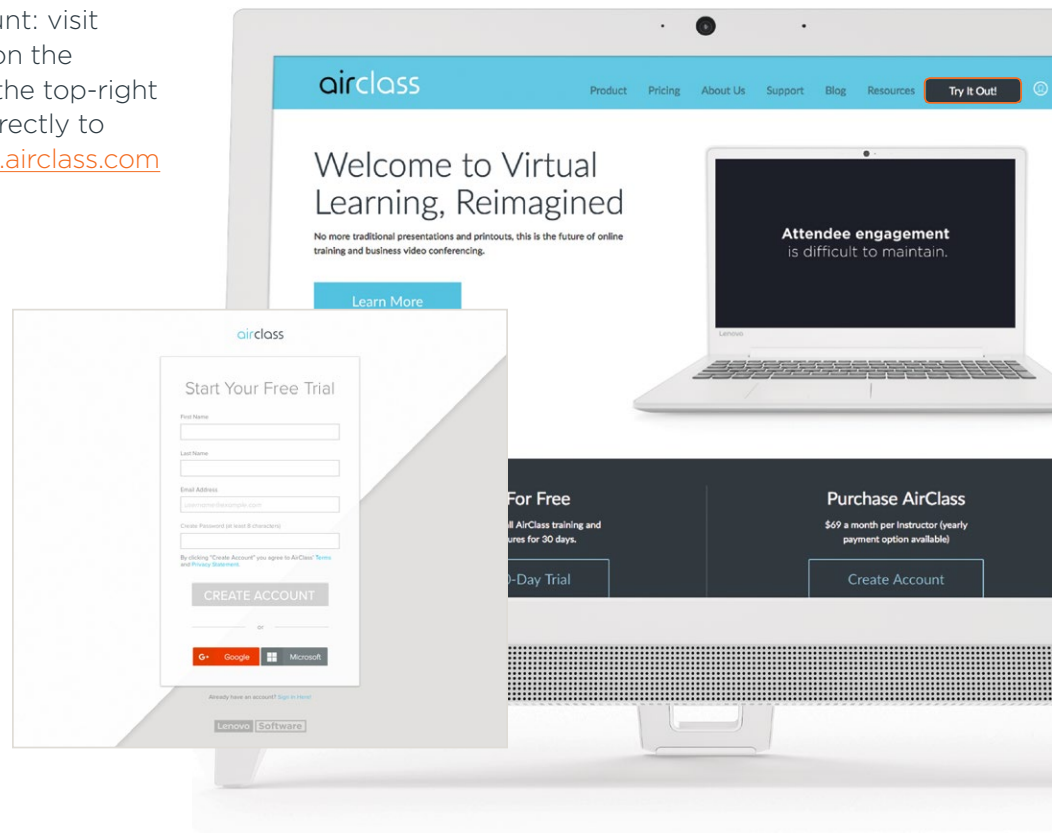 unt: visit
on the
the top-right
rectly to
.airclass.com
airclass
Product Pricing About Us Support Blog Resources Try It Out!
Welcome to Virtual
Learning, Reimagined
No more traditional presentations and printouts, this is the future of online
training and business video conferencing.
Learn More
Attendee engagement
is difficult to maintain.
Lenovo
For Free
all AirClass training and
ures for 30 days.
0-Day Trial
Purchase AirClass
$69 a month per Instructor (yearly
payment option available)
Create Account
airclass
Start Your Free Trial
First Name
Last Name
Email Address
username@example.com
Create Password (at least 8 characters)
By clicking "Create Account" you agree to AirClass' Terms
and Privacy Statement.
CREATE ACCOUNT
or
G+ Google Microsoft
Already have an account? Sign in Here!
Lenovo Software